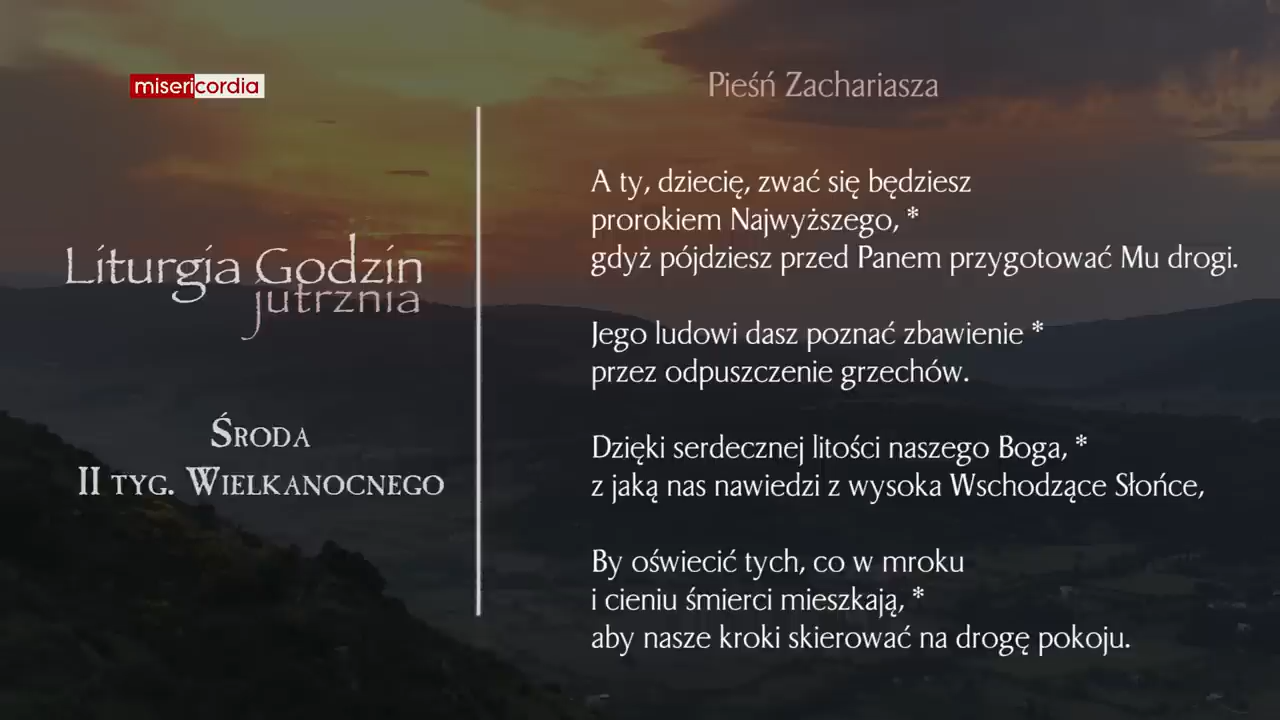 misericordia
Pieśń Zachariasza
Liturgia Godzin
jutrznia
Środa
II tyg. Wielkanocnego
A ty, dziecię, zwać się będziesz
prorokiem Najwyższego, *
gdyż pójdziesz przed Panem przygotować Mu drogi.
Jego ludowi dasz poznać zbawienie *
przez odpuszczenie grzechów.
Dzięki serdecznej litości naszego Boga, *
z jaką nas nawiedzi z wysoka Wschodzące Słońce,
By oświecić tych, co w mroku
i cieniu śmierci mieszkają, *
aby nasze kroki skierować na drogę pokoju.